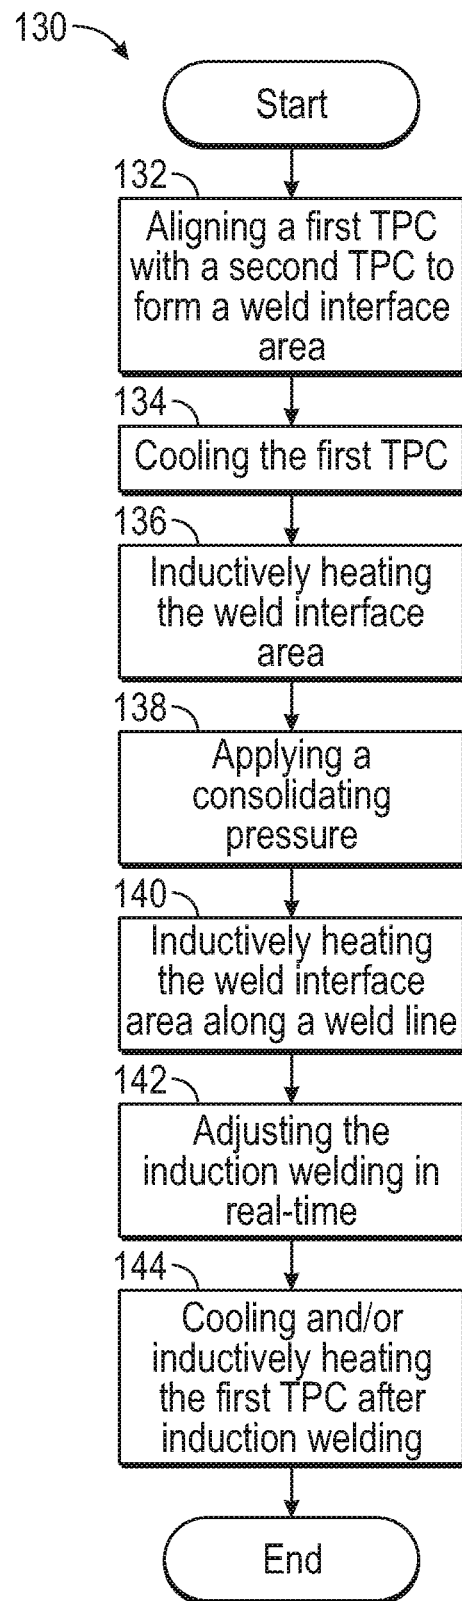 130
Start
132
Aligning a first TPC
with a second TPC to
form a weld interface
area
134
Cooling the first TPC
136
Inductively heating
the weld interface
area
138
Applying a
consolidating
pressure
140
Inductively heating
the weld interface
area along a weld line
142
Adjusting the
induction welding in
real-time
144
Cooling and/or
inductively heating
the first TPC after
induction welding
End